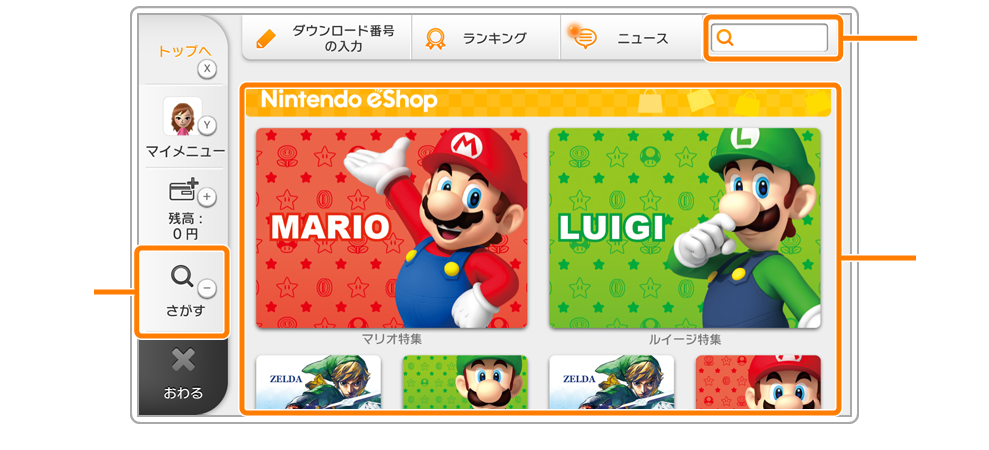 トップへ
X
Y
マイメニュー
+
残高：
0 円
−
さがす
おわる
ダウンロード番号
の入力
ランキング
ニュース
Nintendo eShop
M
MARIO
L
LUIGI
マリオ特集
ルイージ特集
ZELDA
ZELDA